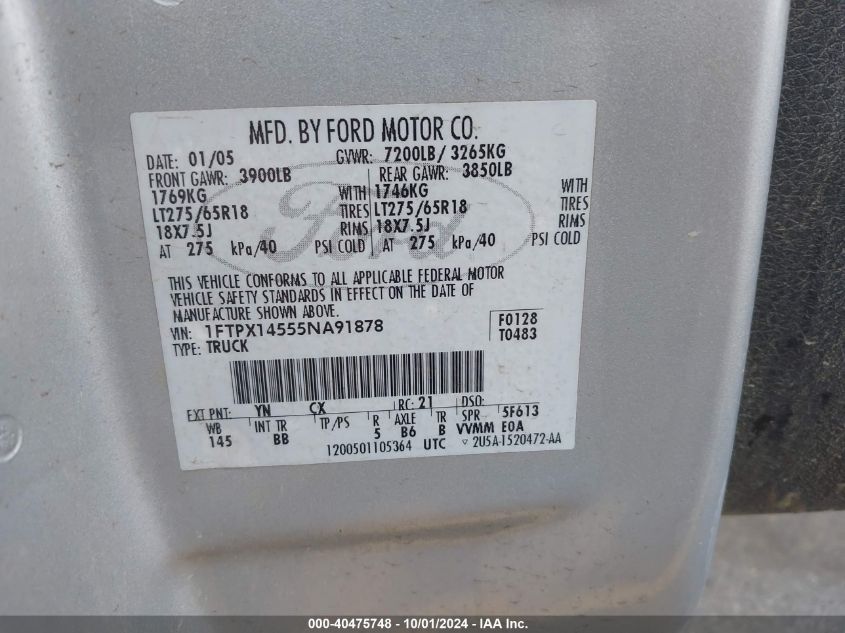 MFD. BY FORD MOTOR CO.
DATE: 01/05 GVWR: 7200LB/ 3265KG
FRONT GAWR: 3900LB REAR GAWR: 3850LB
1769KG WITH 1746KG WITH
LT275/65R18 TIRES LT275/65R18 TIRES
18X7.5J RIMS 18X7.5J RIMS
AT 275 kPa/40 PSI COLD AT 275 kPa/40 PSI COLD
Ford
THIS VEHICLE CONFORMS TO ALL APPLICABLE FEDERAL MOTOR
VEHICLE SAFETY STANDARDS IN EFFECT ON THE DATE OF
MANUFACTURE SHOWN ABOVE.
VIN: 1FTPX14555NA91878 F0128
TYPE: TRUCK T0483
EXT PNT: YN CX RC: 21 DSO:
WB INT TR TP/PS R AXLE TR SPR 5F613
145 BB 5 B6 B VVMM E0A
1200501105364 UTC ▽ 2U5A-1520472-AA
000-40475748 - 10/01/2024 - IAA Inc.